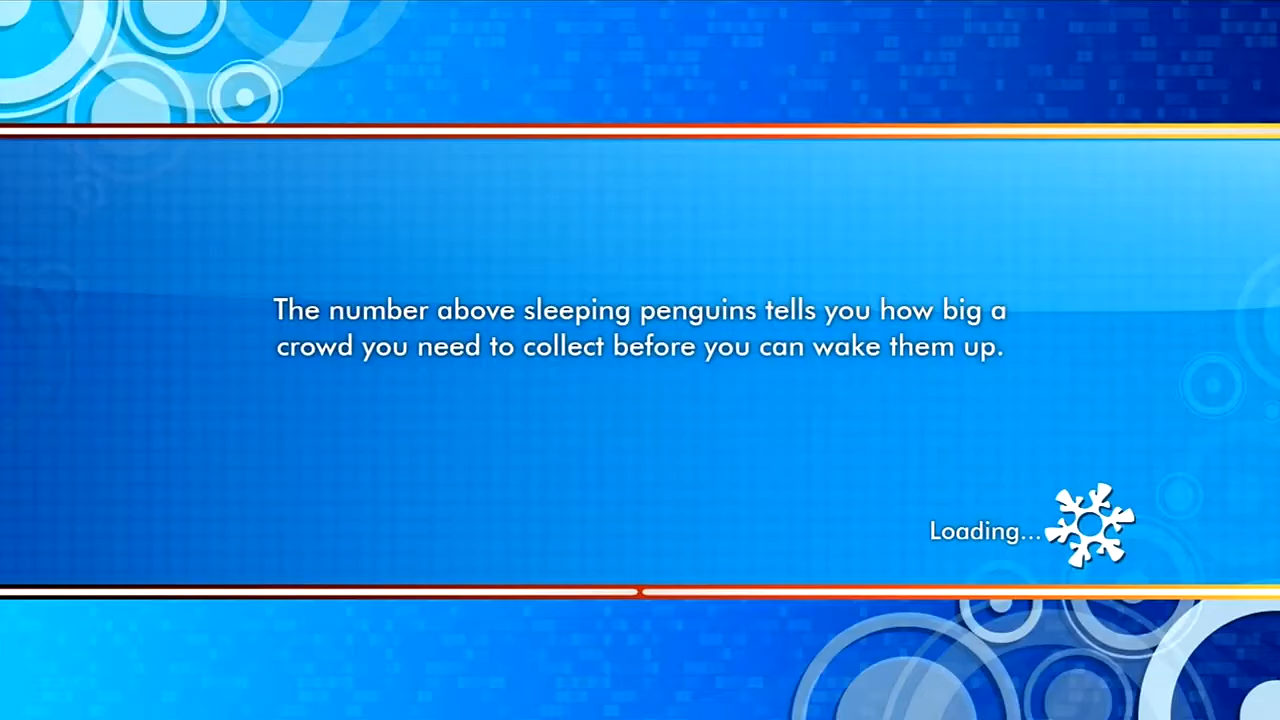 The number above sleeping penguins tells you how big a
crowd you need to collect before you can wake them up.
Loading...